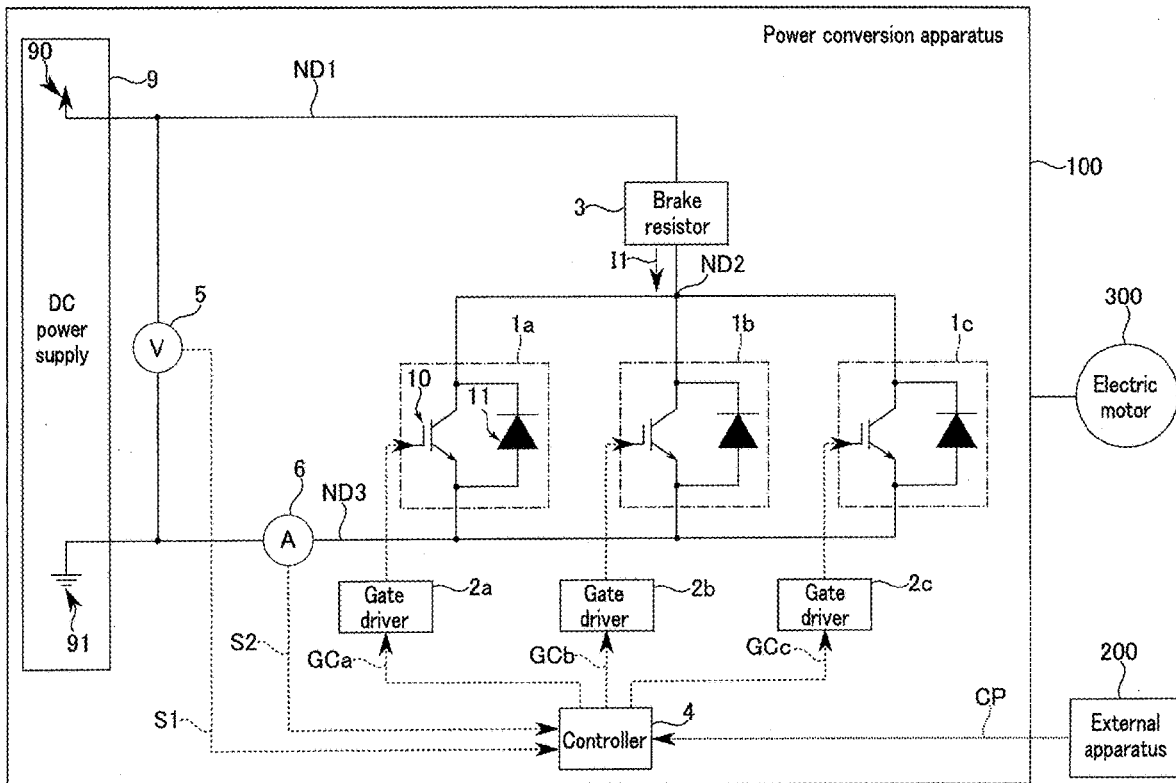 Power conversion apparatus
90
9
ND1
100
3
Brake
resistor
I1
ND2
DC
power
supply
5
V
1a
1b
1c
300
Electric
motor
10
11
6
A
ND3
Gate
driver
2a
Gate
driver
2b
Gate
driver
2c
91
S2
GCa
GCb
GCc
200
S1
4
Controller
CP
External
apparatus